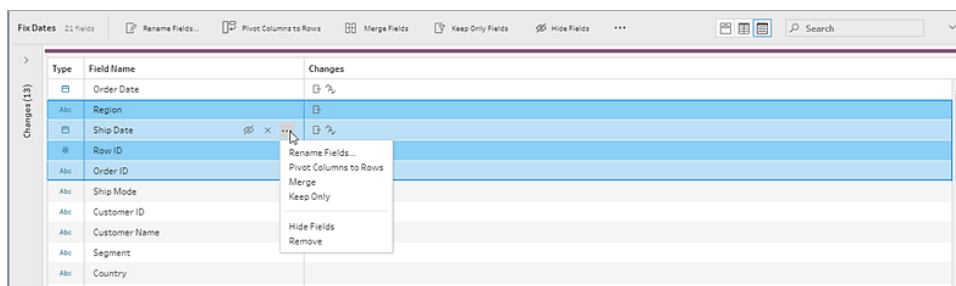 Fix Dates 21 fields Rename Fields... Pivot Columns to Rows Merge Fields Keep Only Fields Hide Fields ... Search
Changes (13)
Type Field Name Changes
Order Date
Abc Region
Ship Date
Row ID
Abc Order ID
Abc Ship Mode
Abc Customer ID
Abc Customer Name
Abc Segment
Abc Country
Rename Fields...
Pivot Columns to Rows
Merge
Keep Only
Hide Fields
Remove